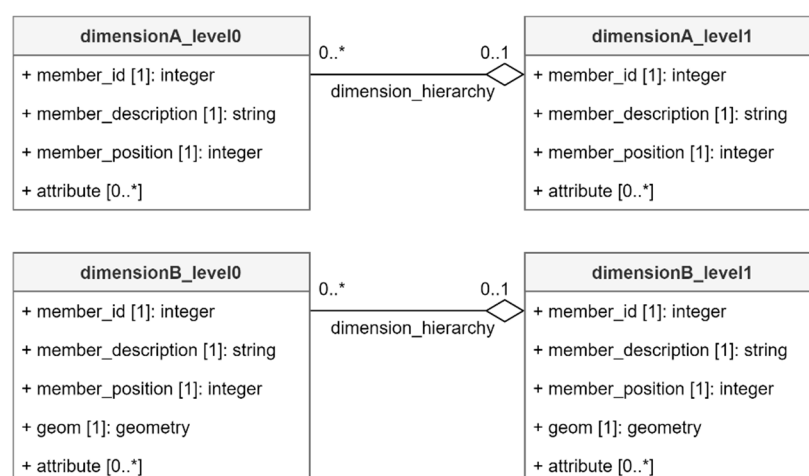 dimensionA_level0
+ member_id [1]: integer
+ member_description [1]: string
+ member_position [1]: integer
+ attribute [0..*]
0..*
0..1
dimension_hierarchy
dimensionA_level1
+ member_id [1]: integer
+ member_description [1]: string
+ member_position [1]: integer
+ attribute [0..*]
dimensionB_level0
+ member_id [1]: integer
+ member_description [1]: string
+ member_position [1]: integer
+ geom [1]: geometry
+ attribute [0..*]
0..*
0..1
dimension_hierarchy
dimensionB_level1
+ member_id [1]: integer
+ member_description [1]: string
+ member_position [1]: integer
+ geom [1]: geometry
+ attribute [0..*]